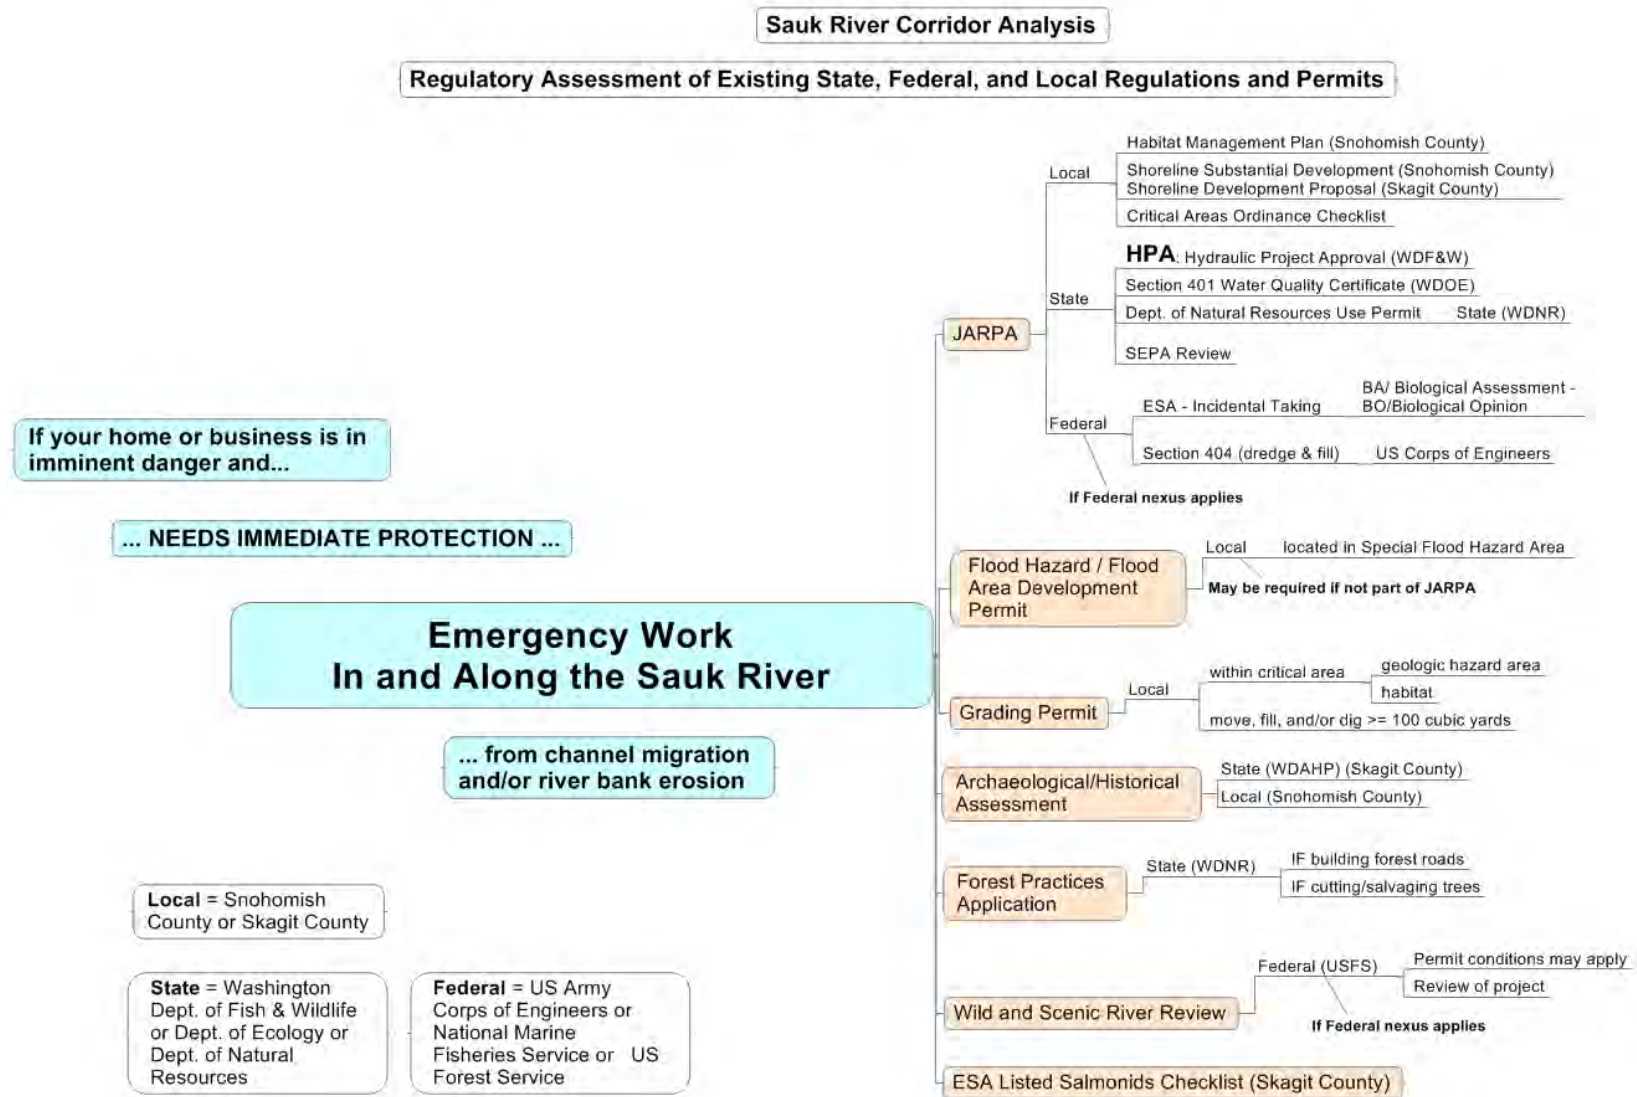 Sauk River Corridor Analysis
Regulatory Assessment of Existing State, Federal, and Local Regulations and Permits
If your home or business is in
imminent danger and...
... NEEDS IMMEDIATE PROTECTION ...
Emergency Work
In and Along the Sauk River
... from channel migration
and/or river bank erosion
Local = Snohomish
County or Skagit County
State = Washington
Dept. of Fish & Wildlife
or Dept. of Ecology or
Dept. of Natural
Resources
Federal = US Army
Corps of Engineers or
National Marine
Fisheries Service or US
Forest Service
JARPA
Local
Habitat Management Plan (Snohomish County)
Shoreline Substantial Development (Snohomish County)
Shoreline Development Proposal (Skagit County)
Critical Areas Ordinance Checklist
State
HPA: Hydraulic Project Approval (WDF&W)
Section 401 Water Quality Certificate (WDOE)
Dept. of Natural Resources Use Permit State (WDNR)
SEPA Review
Federal
If Federal nexus applies
ESA - Incidental Taking
BA/ Biological Assessment -
BO/Biological Opinion
Section 404 (dredge & fill) US Corps of Engineers
Flood Hazard / Flood
Area Development
Permit
Local located in Special Flood Hazard Area
May be required if not part of JARPA
Grading Permit
Local
within critical area
geologic hazard area
habitat
move, fill, and/or dig >= 100 cubic yards
Archaeological/Historical
Assessment
State (WDAHP) (Skagit County)
Local (Snohomish County)
Forest Practices
Application
State (WDNR)
IF building forest roads
IF cutting/salvaging trees
Wild and Scenic River Review
Federal (USFS)
Permit conditions may apply
Review of project
If Federal nexus applies
ESA Listed Salmonids Checklist (Skagit County)